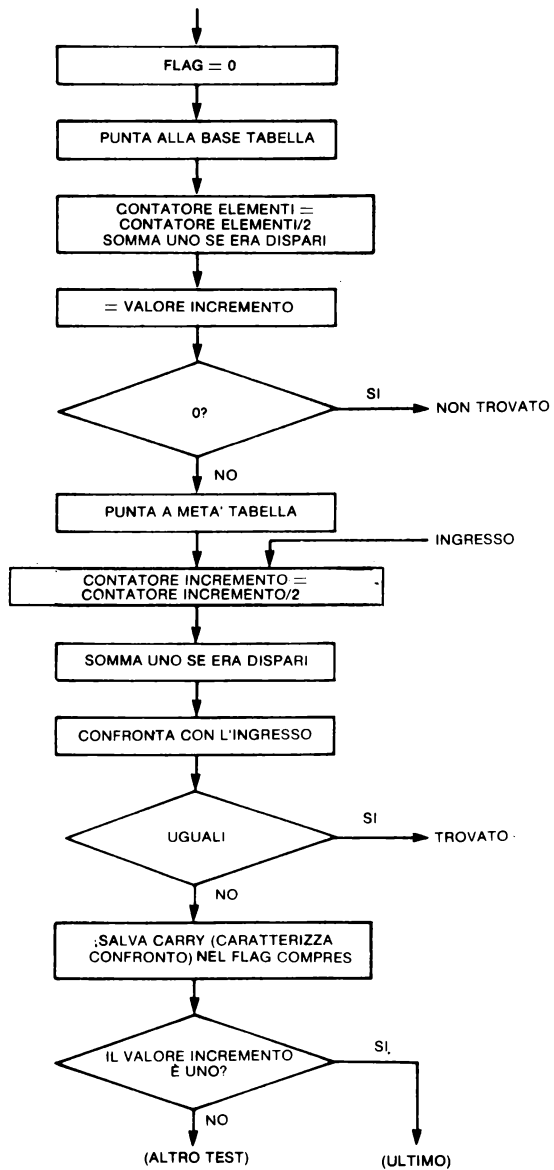 FLAG = 0
PUNTA ALLA BASE TABELLA
CONTATORE ELEMENTI =
CONTATORE ELEMENTI/2
SOMMA UNO SE ERA DISPARI
= VALORE INCREMENTO
0?
SI
NON TROVATO
NO
PUNTA A META' TABELLA
INGRESSO
CONTATORE INCREMENTO =
CONTATORE INCREMENTO/2
SOMMA UNO SE ERA DISPARI
CONFRONTA CON L'INGRESSO
UGUALI
SI
TROVATO
NO
SALVA CARRY (CARATTERIZZA
CONFRONTO) NEL FLAG COMPRES
IL VALORE INCREMENTO
È UNO?
SI
NO
(ALTRO TEST)
(ULTIMO)